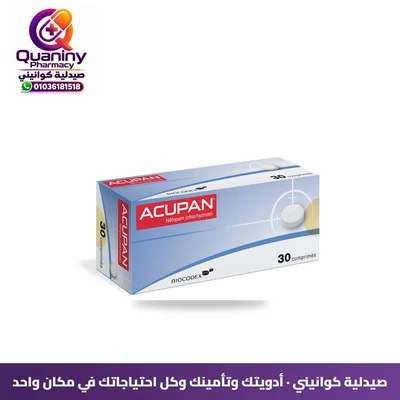 Quaniny
Pharmacy
صيدلية كوانيني
01036181518
ACUPAN
Néfopam (chlorhydrate)
30 comprimés
BIOCODEX
ACUPAN
30
صيدلية كوانيني - أدويتك وتأمينك وكل احتياجاتك في مكان واحد